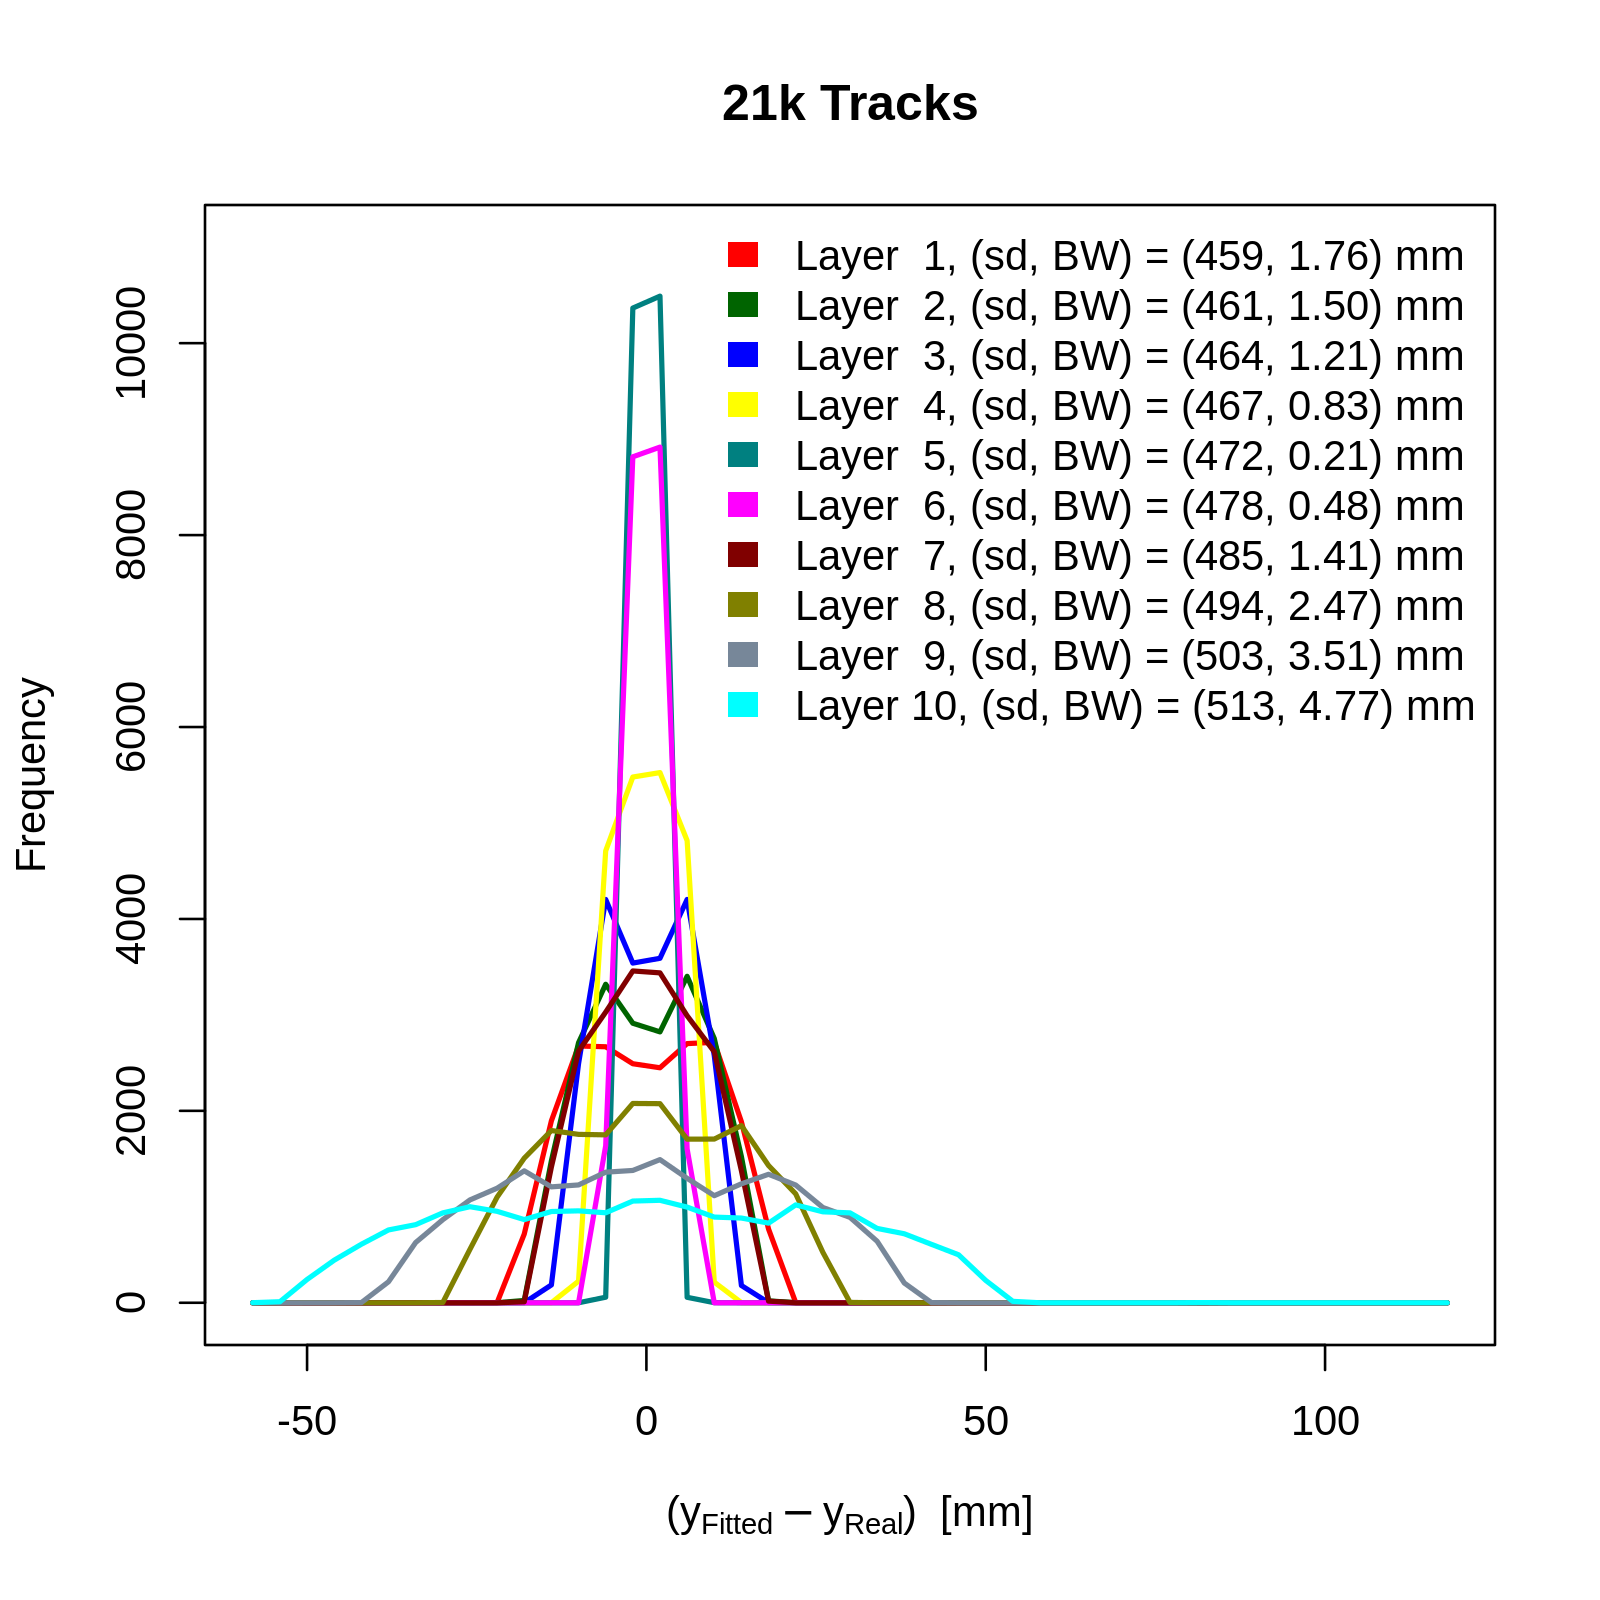 21k Tracks
Layer 1, (sd, BW) = (459, 1.76) mm
Layer 2, (sd, BW) = (461, 1.50) mm
Layer 3, (sd, BW) = (464, 1.21) mm
Layer 4, (sd, BW) = (467, 0.83) mm
Layer 5, (sd, BW) = (472, 0.21) mm
Layer 6, (sd, BW) = (478, 0.48) mm
Layer 7, (sd, BW) = (485, 1.41) mm
Layer 8, (sd, BW) = (494, 2.47) mm
Layer 9, (sd, BW) = (503, 3.51) mm
Layer 10, (sd, BW) = (513, 4.77) mm
Frequency
10000
8000
6000
4000
2000
0
-50 0 50 100
(yFitted − yReal) [mm]